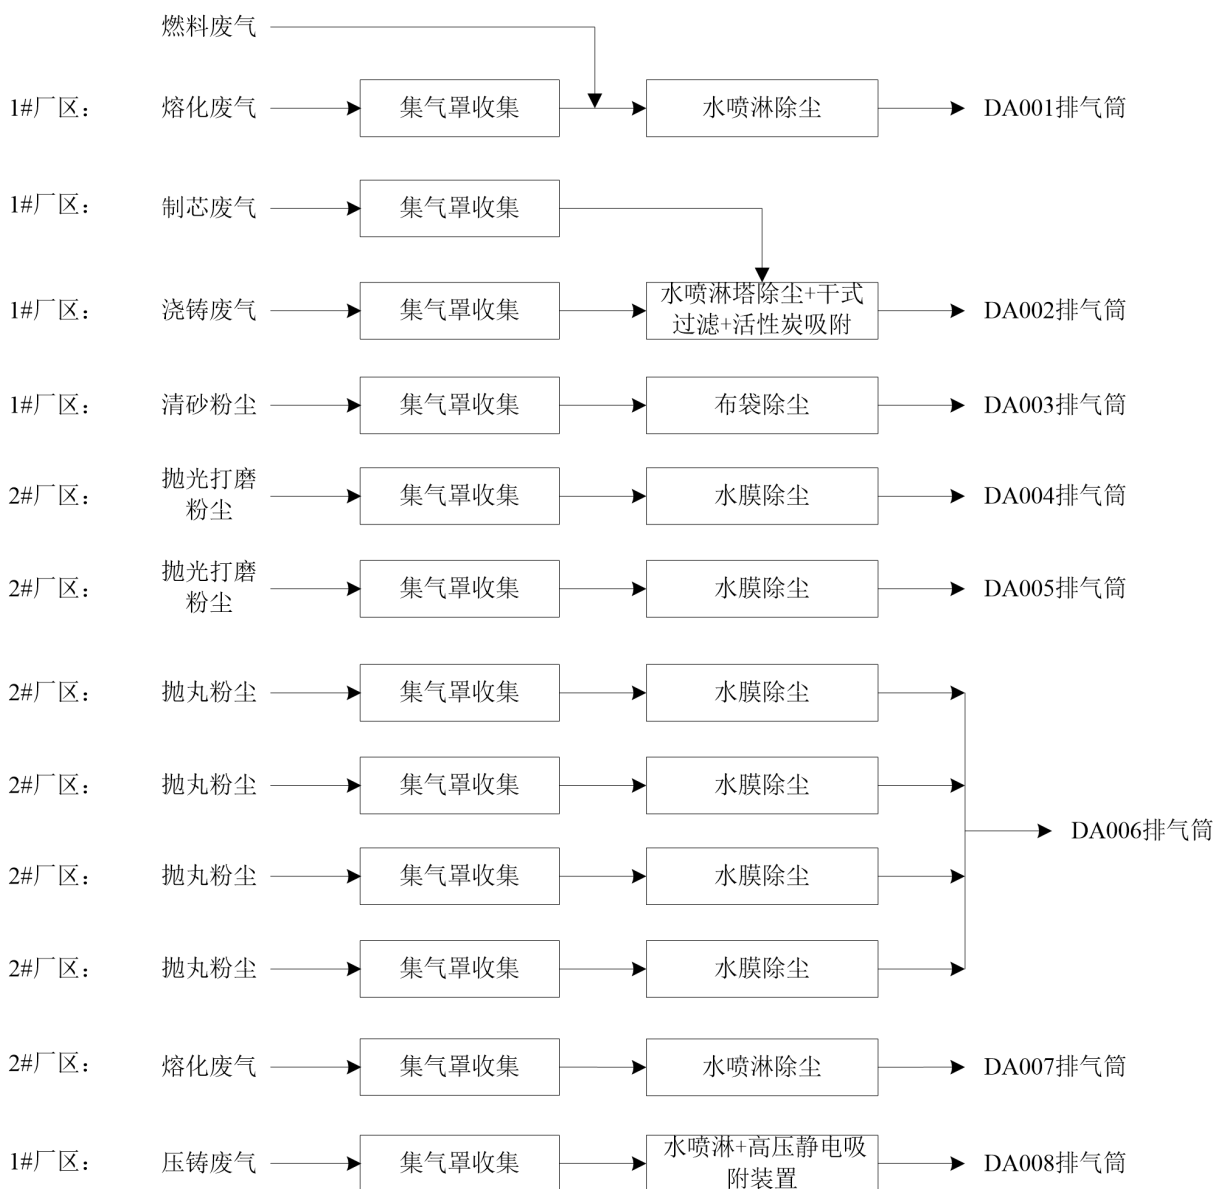 燃料废气
1#厂区： 熔化废气 集气罩收集 水喷淋除尘 DA001排气筒
1#厂区： 制芯废气 集气罩收集
1#厂区： 浇铸废气 集气罩收集 水喷淋塔除尘+干式
过滤+活性炭吸附 DA002排气筒
1#厂区： 清砂粉尘 集气罩收集 布袋除尘 DA003排气筒
2#厂区： 抛光打磨
粉尘 集气罩收集 水膜除尘 DA004排气筒
2#厂区： 抛光打磨
粉尘 集气罩收集 水膜除尘 DA005排气筒
2#厂区： 抛丸粉尘 集气罩收集 水膜除尘
2#厂区： 抛丸粉尘 集气罩收集 水膜除尘
DA006排气筒
2#厂区： 抛丸粉尘 集气罩收集 水膜除尘
2#厂区： 抛丸粉尘 集气罩收集 水膜除尘
2#厂区： 熔化废气 集气罩收集 水喷淋除尘 DA007排气筒
1#厂区： 压铸废气 集气罩收集 水喷淋+高压静电吸
附装置 DA008排气筒